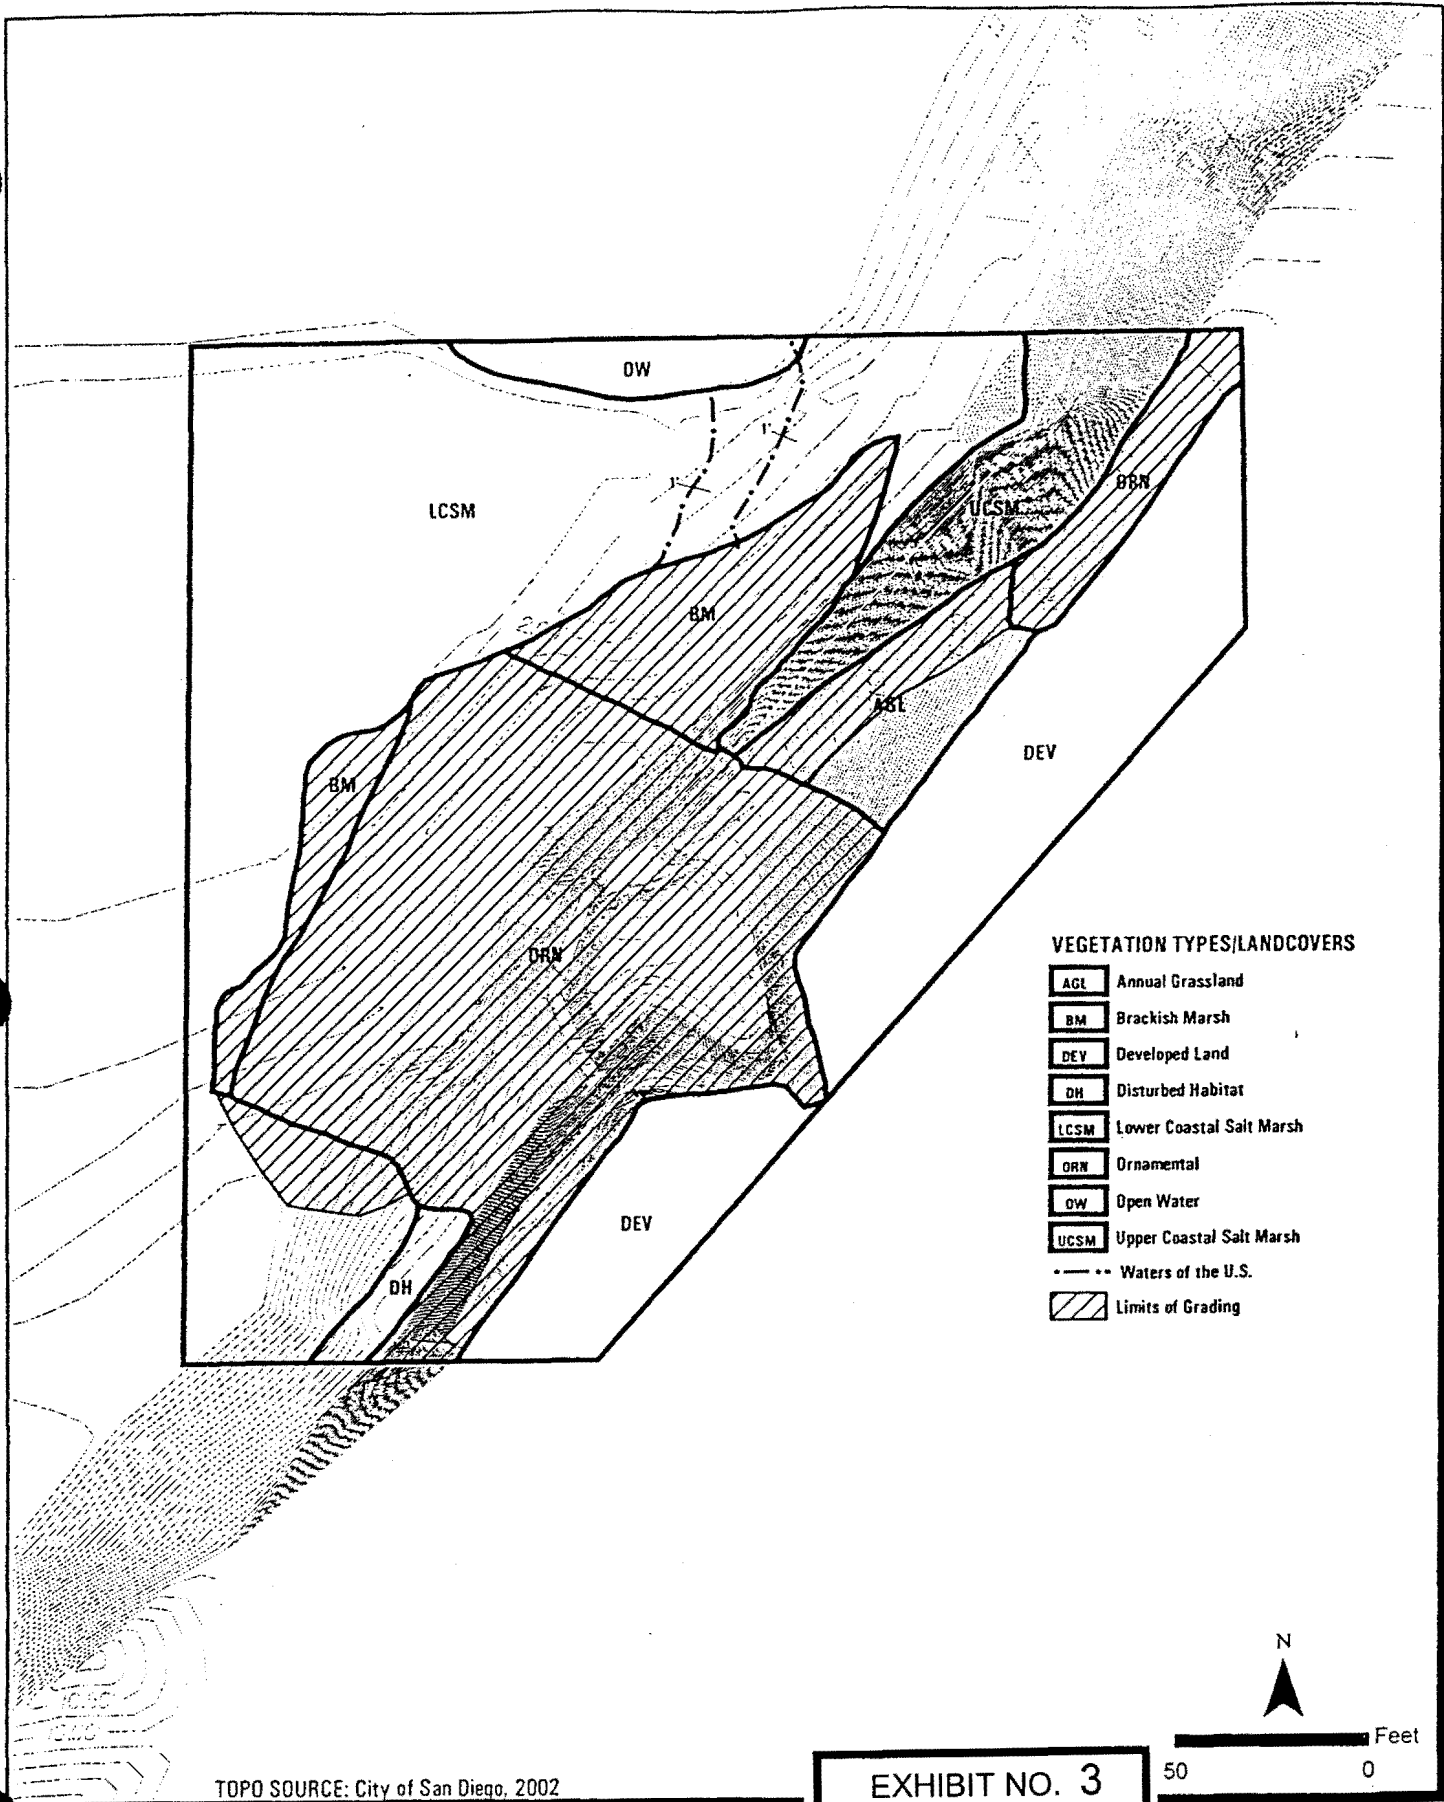 OW
1'
1'
LCSM
ORN
UCSM
BM
AGL
DEV
BM
ORN
DEV
DH
VEGETATION TYPES/LANDCOVERS
AGL Annual Grassland
BM Brackish Marsh
DEV Developed Land
DH Disturbed Habitat
LCSM Lower Coastal Salt Marsh
ORN Ornamental
OW Open Water
UCSM Upper Coastal Salt Marsh
Waters of the U.S.
Limits of Grading
N
Feet
50 0
TOPO SOURCE: City of San Diego, 2002
EXHIBIT NO. 3